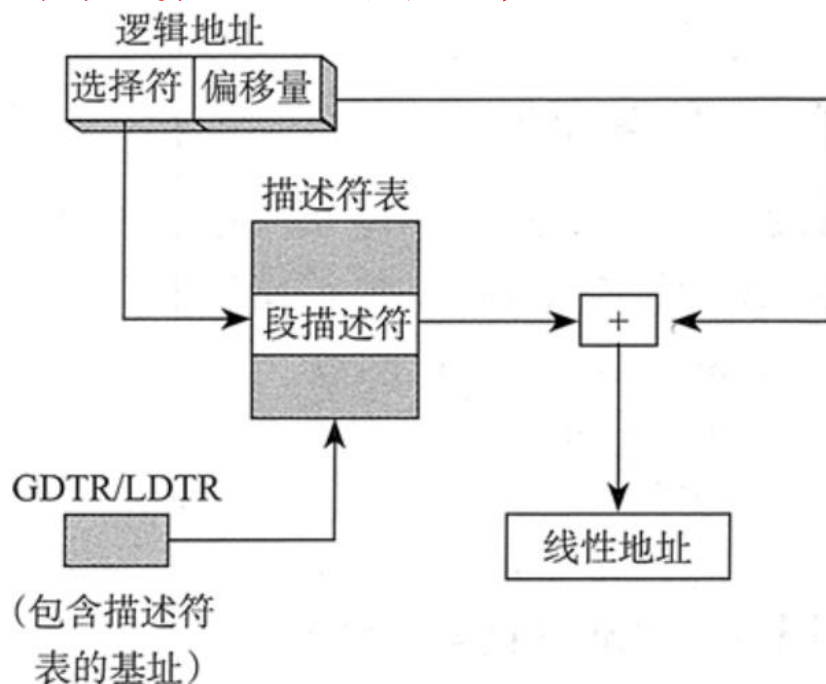 逻辑地址
选择符 偏移量
描述符表
段描述符
+
GDTR/LDTR
线性地址
(包含描述符
表的基址)